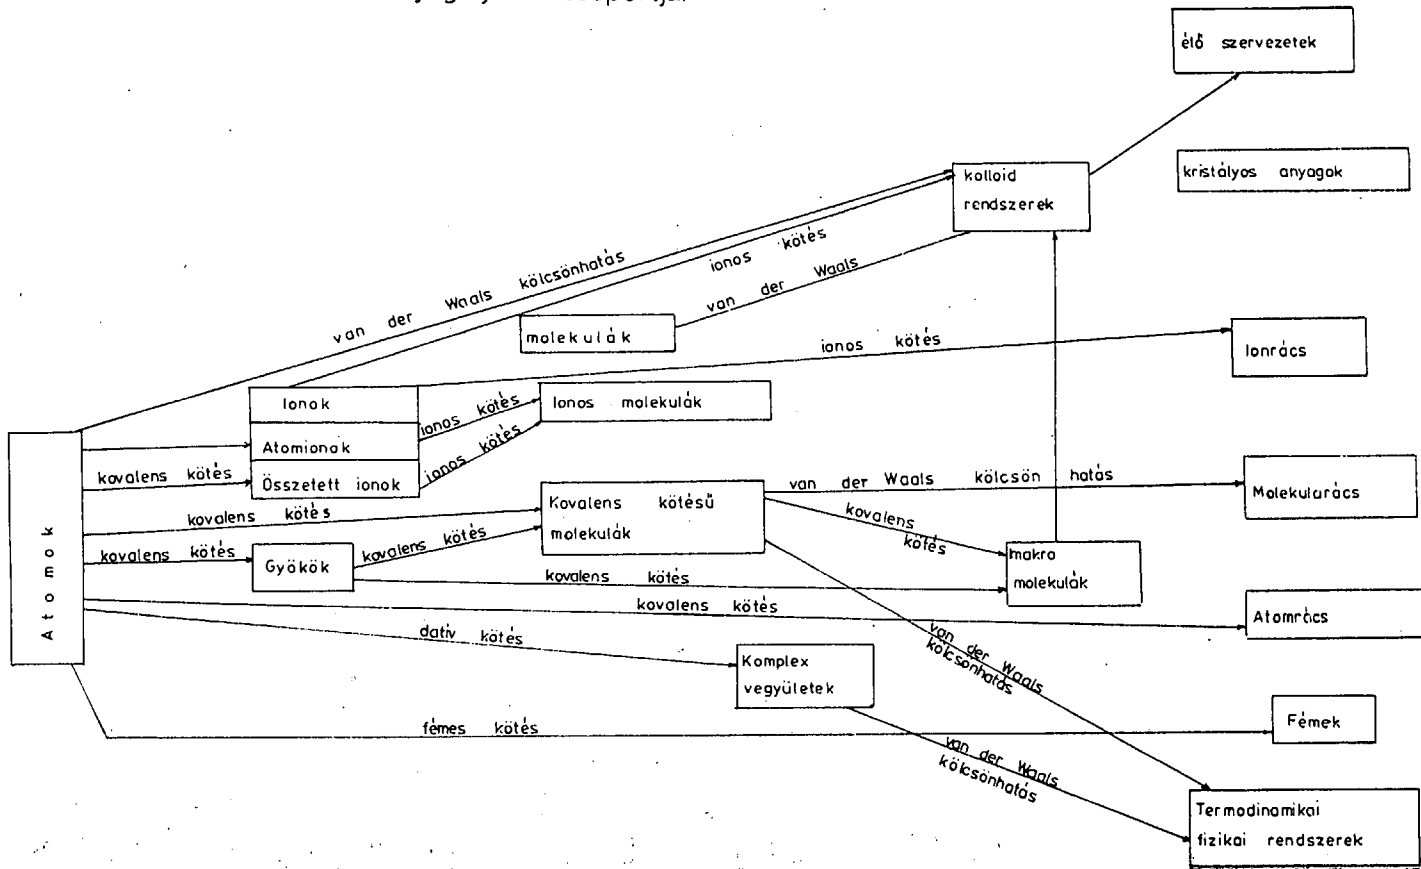 élő szervezetek
kolloid
rendszerek
kristályos anyagok
van der Waals kölcsönhatás
ionos kötés
van der Waals
molekulák
ionos kötés
Ionrács
Ionok
Atomionok
Összetett ionok
ionos kötés
ionos kötés
Ionos molekulák
Atomok
kovalens kötés
kovalens kötés
kovalens kötés
Gyökök
kovalens kötés
Kovalens kötésű
molekulák
van der Waals kölcsön hatás
Molekularács
kovalens
kötés
makro
molekulák
kovalens kötés
kovalens kötés
Atomrács
dativ kötés
Komplex
vegyületek
van der Waals
kölcsönhatás
fémes kötés
Fémek
van der Waals
kölcsönhatás
Termodinamikai
fizikai rendszerek